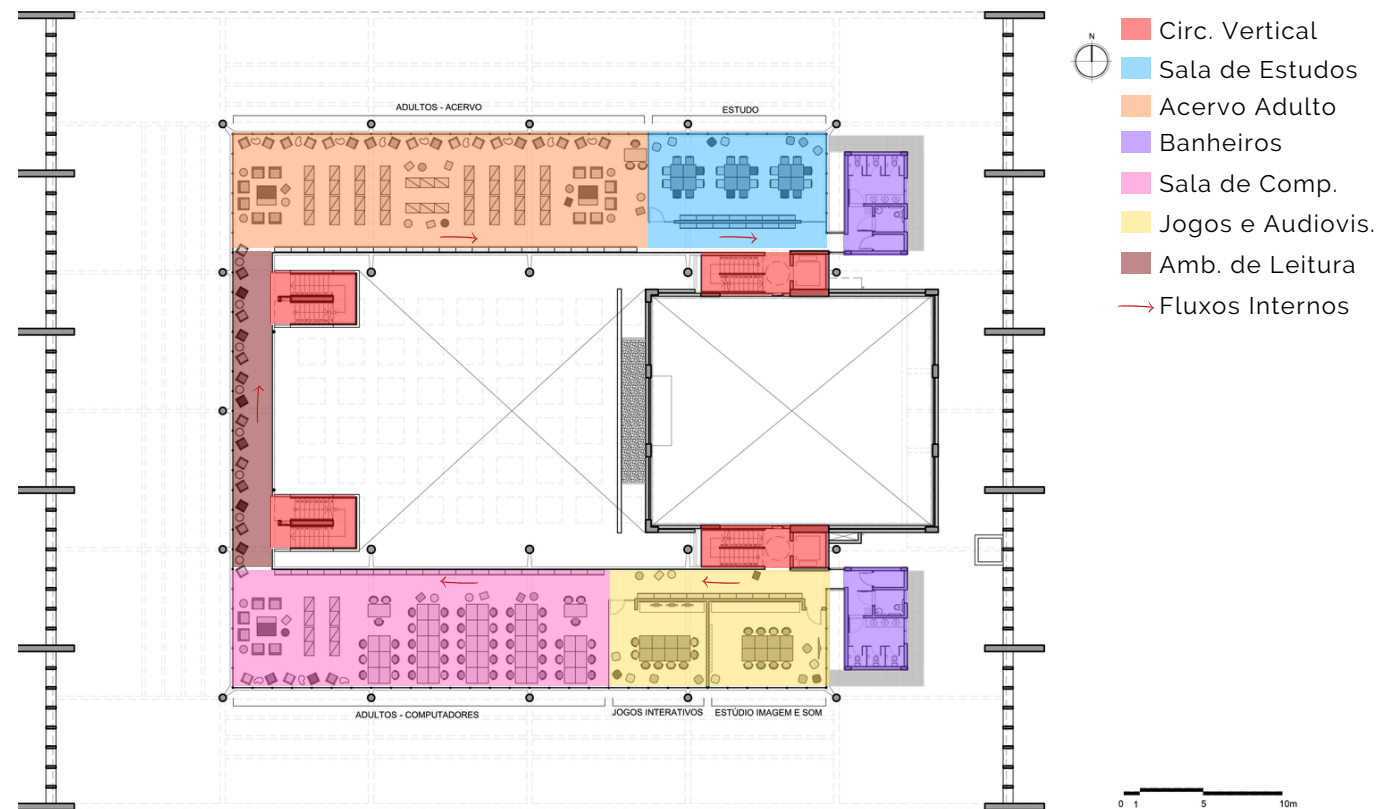 ADULTOS - ACERVO
ESTUDO
ADULTOS - COMPUTADORES
JOGOS INTERATIVOS
ESTÚDIO IMAGEM E SOM
N
Circ. Vertical
Sala de Estudos
Acervo Adulto
Banheiros
Sala de Comp.
Jogos e Audiovis.
Amb. de Leitura
Fluxos Internos
0 1 5 10m